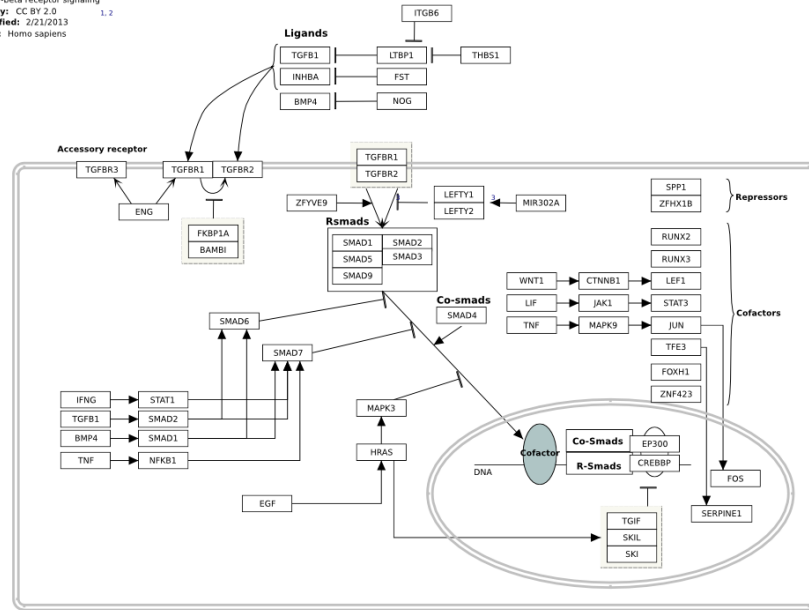 -beta receptor signaling
y: CC BY 2.0
1, 2
fied: 2/21/2013
: Homo sapiens
ITGB6
Ligands
TGFB1
LTBP1
THBS1
INHBA
FST
BMP4
NOG
Accessory receptor
TGFBR3
TGFBR1
TGFBR2
TGFBR1
TGFBR2
ENG
FKBP1A
BAMBI
ZFYVE9
LEFTY1
LEFTY2
3
MIR302A
SPP1
ZFHX1B
Repressors
Rsmads
SMAD1
SMAD2
SMAD5
SMAD3
SMAD9
RUNX2
RUNX3
WNT1
CTNNB1
LEF1
LIF
JAK1
STAT3
TNF
MAPK9
JUN
TFE3
FOXH1
ZNF423
Cofactors
Co-smads
SMAD4
SMAD6
SMAD7
IFNG
STAT1
TGFB1
SMAD2
BMP4
SMAD1
TNF
NFKB1
MAPK3
HRAS
EGF
Cofactor
Co-Smads
R-Smads
EP300
CREBBP
DNA
FOS
SERPINE1
TGIF
SKIL
SKI